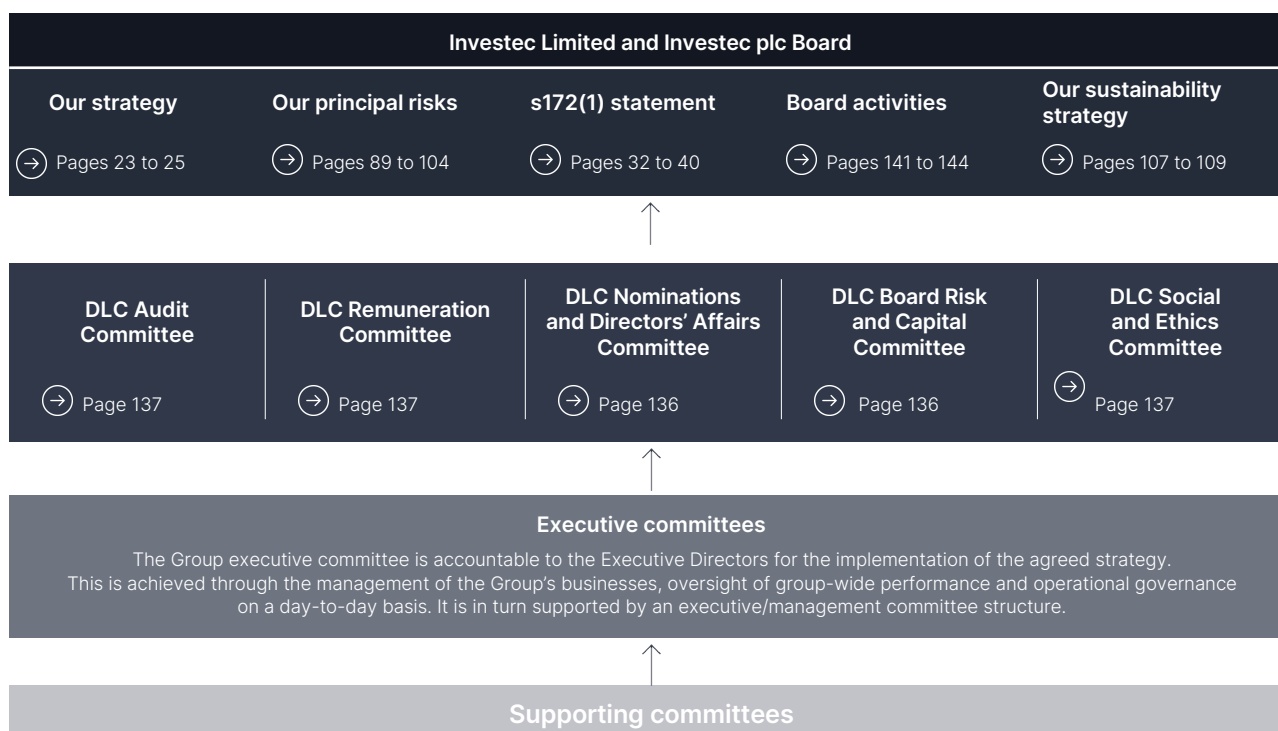 Investec Limited and Investec plc Board
Our strategy
Pages 23 to 25
Our principal risks
Pages 89 to 104
s172(1) statement
Pages 32 to 40
Board activities
Pages 141 to 144
Our sustainability
strategy
Pages 107 to 109
DLC Audit
Committee
Page 137
DLC Remuneration
Committee
Page 137
DLC Nominations
and Directors’ Affairs
Committee
Page 136
DLC Board Risk
and Capital
Committee
Page 136
DLC Social
and Ethics
Committee
Page 137
Executive committees
The Group executive committee is accountable to the Executive Directors for the implementation of the agreed strategy.
This is achieved through the management of the Group’s businesses, oversight of group-wide performance and operational governance
on a day-to-day basis. It is in turn supported by an executive/management committee structure.
Supporting committees